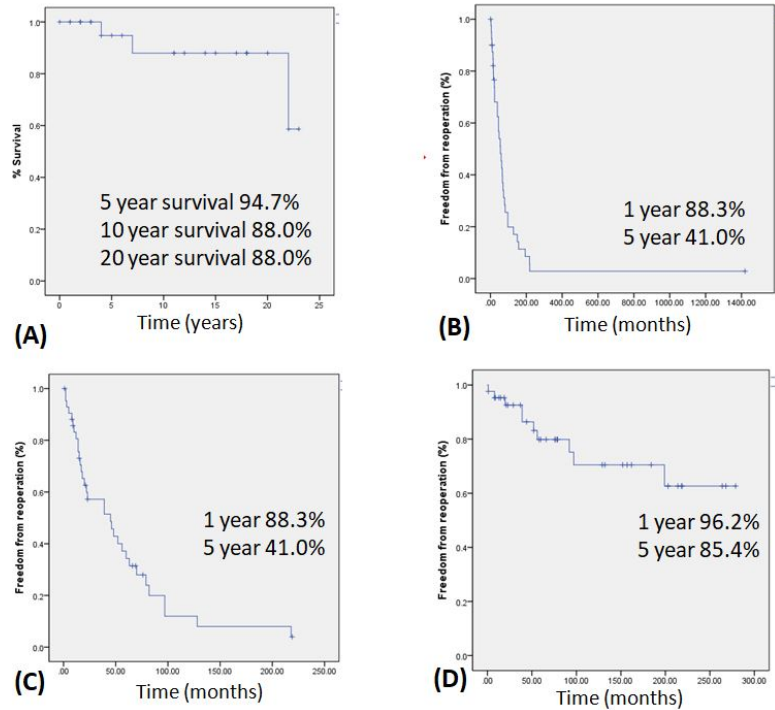 % Survival
1.0
0.8
0.6
0.4
0.2
0.0
5 year survival 94.7%
10 year survival 88.0%
20 year survival 88.0%
0 5 11 15 20 25
(A)
Time (years)
Freedom from reoperation (%)
1.0
0.8
0.6
0.4
0.2
0.0
1 year 88.3%
5 year 41.0%
.00 200.00 400.00 600.00 800.00 1000.00 1200.00 1400.00
(B)
Time (months)
Freedom from reoperation (%)
1.0
0.8
0.6
0.4
0.2
0.0
1 year 88.3%
5 year 41.0%
.00 50.00 100.00 150.00 200.00 250.00
(C)
Time (months)
Freedom from reoperation (%)
1.0
0.8
0.6
0.4
0.2
0.0
1 year 96.2%
5 year 85.4%
.00 50.00 100.00 150.00 200.00 250.00 300.00
(D)
Time (months)